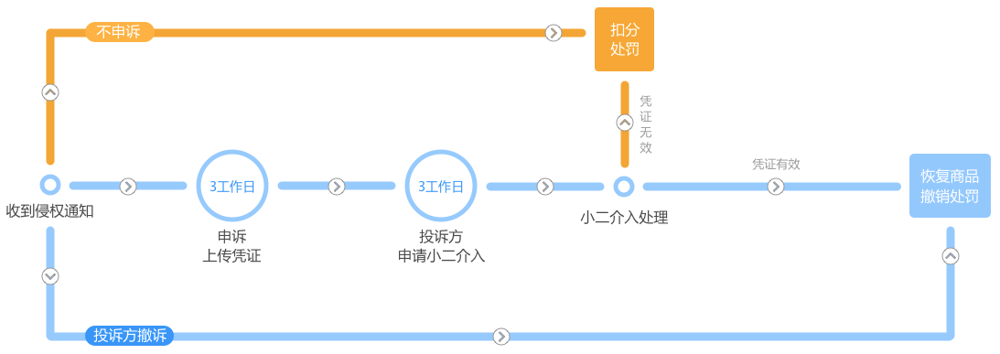 不申诉
扣分
处罚
凭
证
无
效
3工作日
3工作日
凭证有效
恢复商品
撤销处罚
收到侵权通知
小二介入处理
申诉
上传凭证
投诉方
申请小二介入
投诉方撤诉